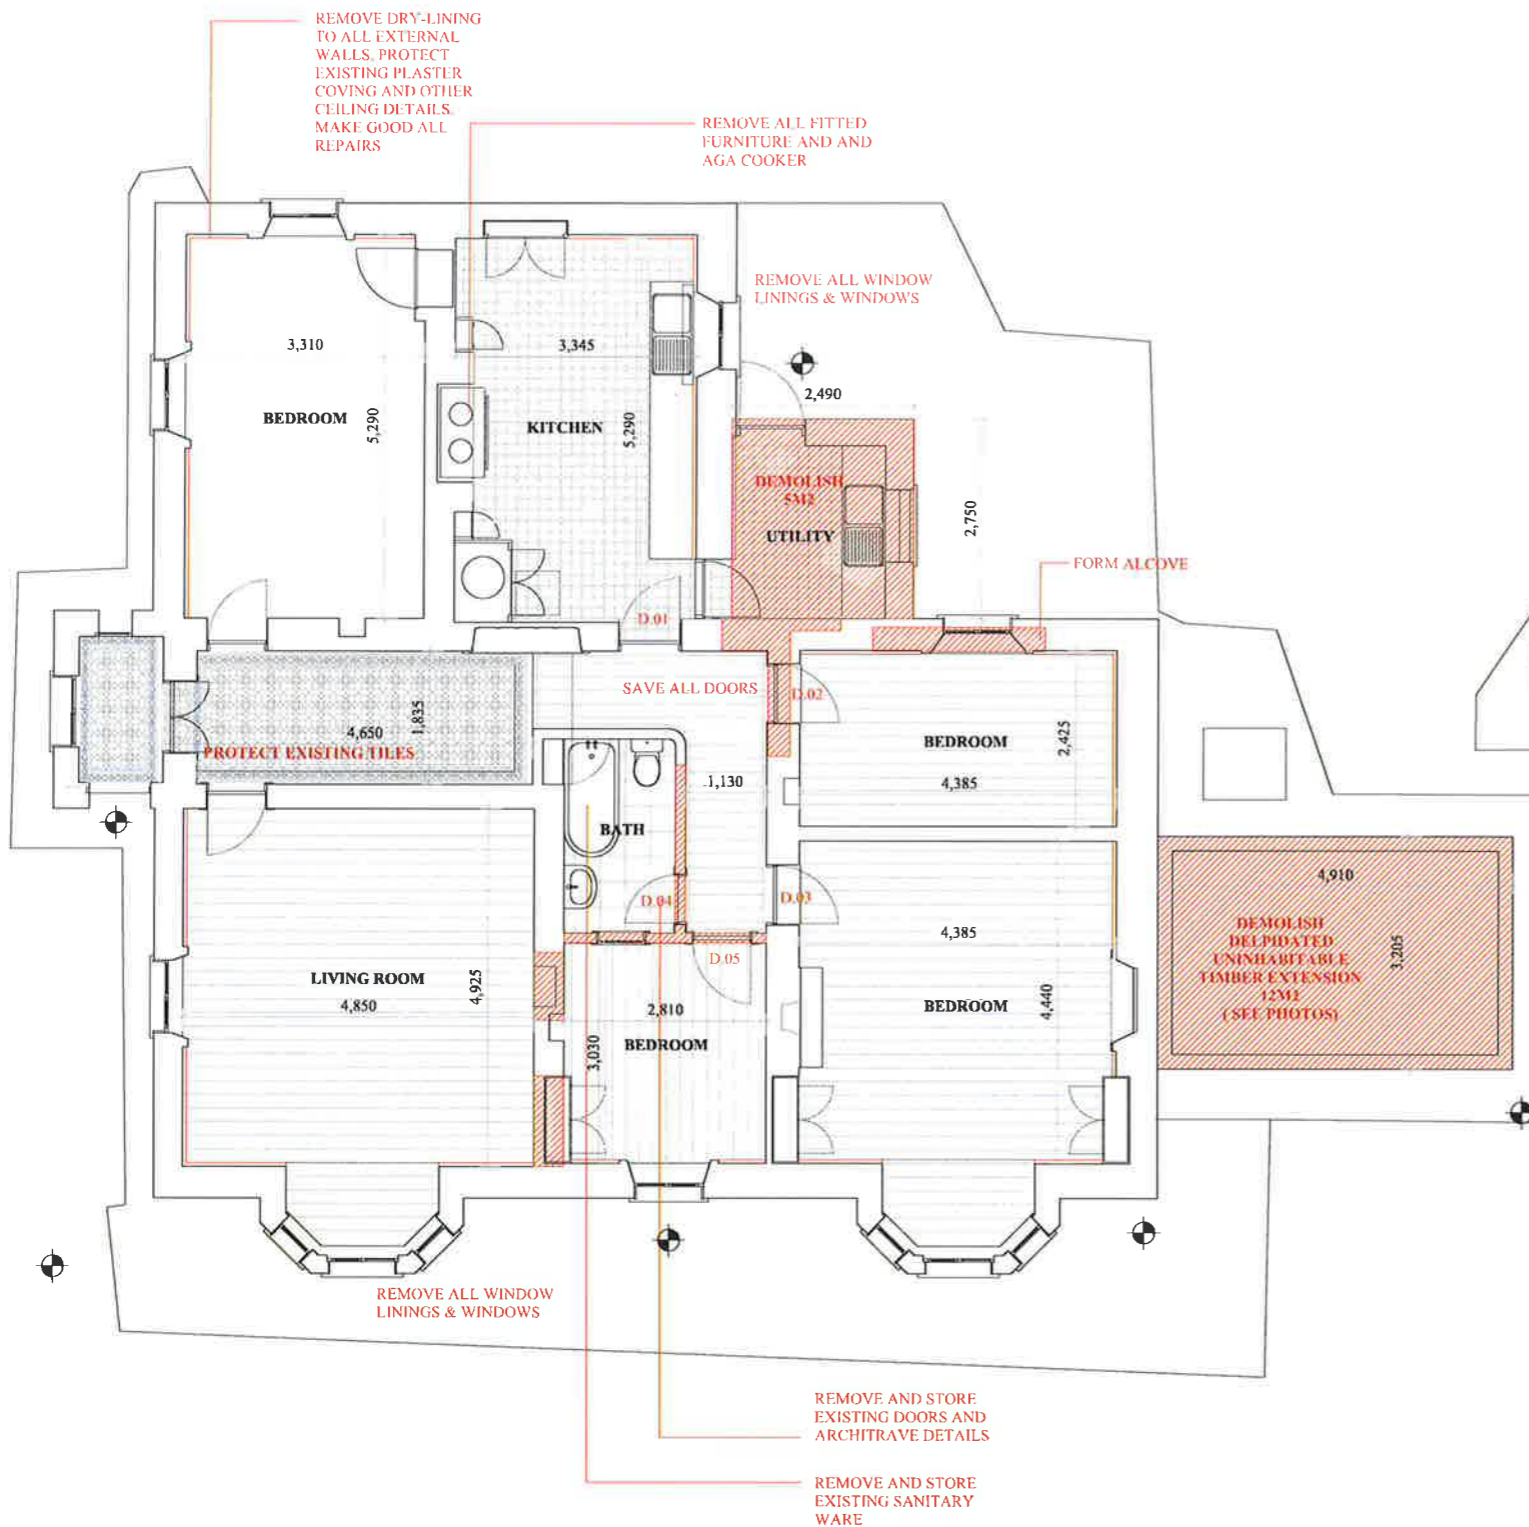 REMOVE DRY-LINING
TO ALL EXTERNAL
WALLS, PROTECT
EXISTING PLASTER
COVING AND OTHER
CEILING DETAILS.
MAKE GOOD ALL
REPAIRS
REMOVE ALL FITTED
FURNITURE AND AND
AGA COOKER
REMOVE ALL WINDOW
LININGS & WINDOWS
3,310
BEDROOM
5,290
3,345
KITCHEN
5,290
2,490
DEMOLISH
5M2
UTILITY
2,750
FORM ALCOVE
D.01
SAVE ALL DOORS
D.02
4,650
1,835
PROTECT EXISTING TILES
BEDROOM
4,385
2,425
1,130
BATH
D.04
D.03
D.05
4,385
BEDROOM
4,440
4,910
3,205
DEMOLISH
DELPIDATED
UNINHABITABLE
TIMBER EXTENSION
12M2
( SEE PHOTOS)
LIVING ROOM
4,850
4,925
2,810
BEDROOM
3,030
REMOVE ALL WINDOW
LININGS & WINDOWS
REMOVE AND STORE
EXISTING DOORS AND
ARCHITRAVE DETAILS
REMOVE AND STORE
EXISTING SANITARY
WARE